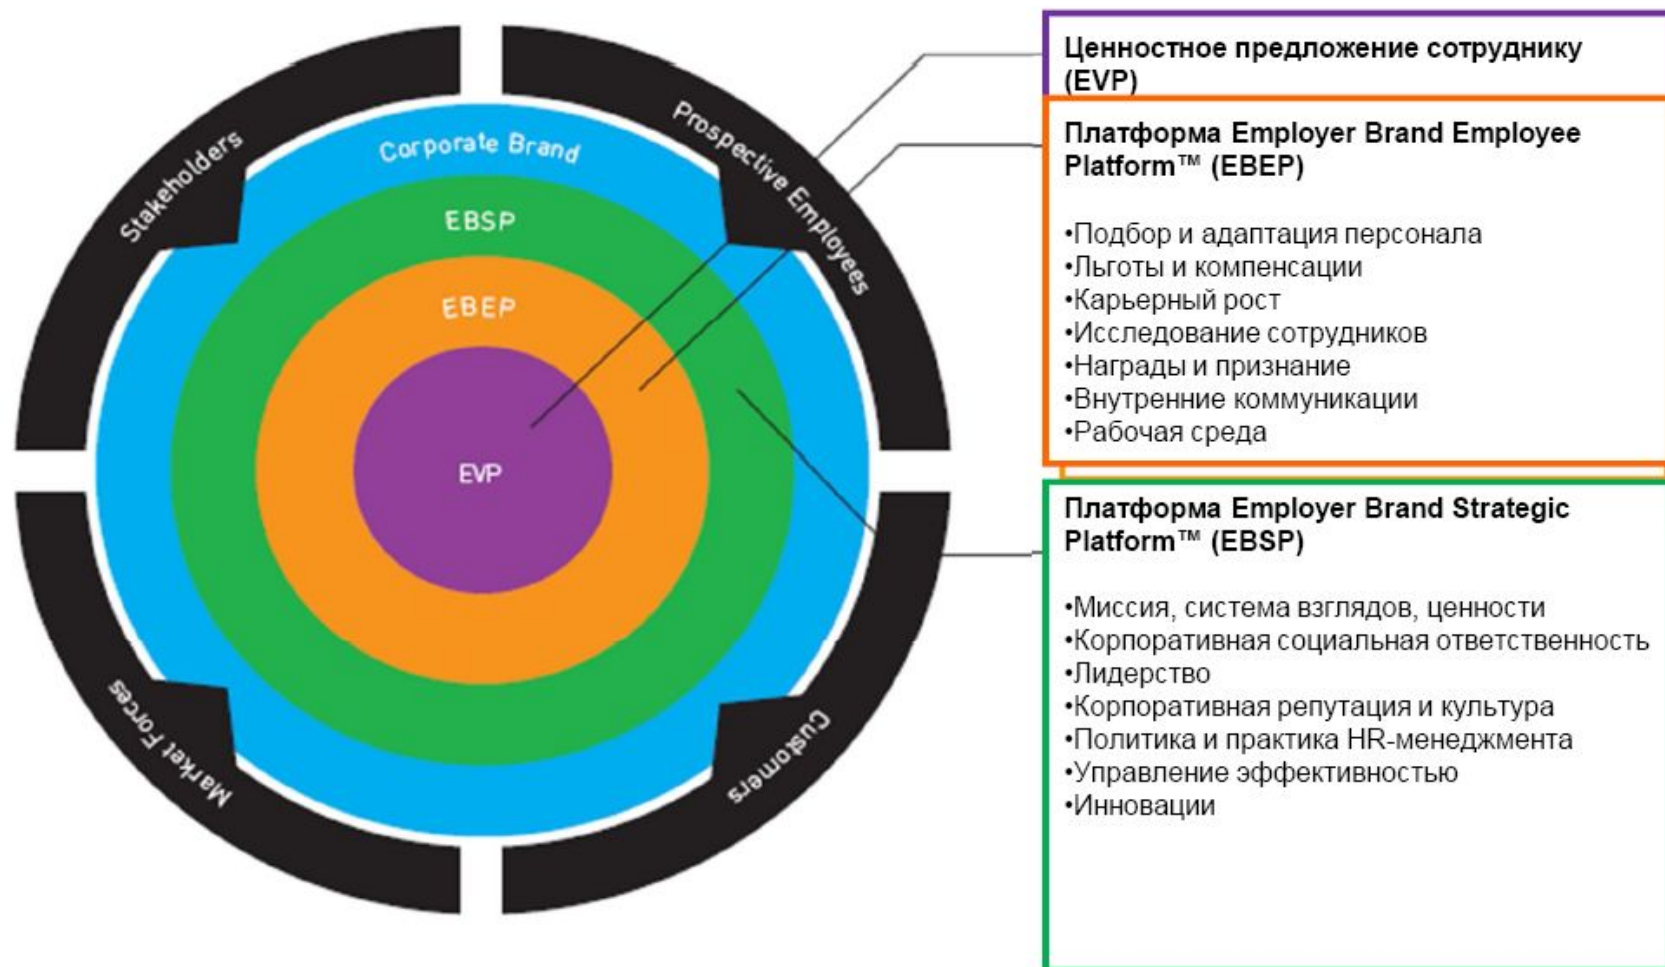 Stakeholders
Prospective Employees
Corporate Brand
EBSP
EBEP
EVP
Market Forces
Customers
Ценностное предложение сотруднику
(EVP)
Платформа Employer Brand Employee
Platform™ (EBEP)
•Подбор и адаптация персонала
•Льготы и компенсации
•Карьерный рост
•Исследование сотрудников
•Награды и признание
•Внутренние коммуникации
•Рабочая среда
Платформа Employer Brand Strategic
Platform™ (EBSP)
•Миссия, система взглядов, ценности
•Корпоративная социальная ответственность
•Лидерство
•Корпоративная репутация и культура
•Политика и практика HR-менеджмента
•Управление эффективностью
•Инновации